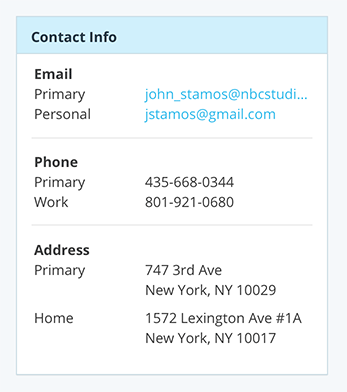 Contact Info
Email
Primary john_stamos@nbcstudi...
Personal jstamos@gmail.com
Phone
Primary 435-668-0344
Work 801-921-0680
Address
Primary 747 3rd Ave
New York, NY 10029
Home 1572 Lexington Ave #1A
New York, NY 10017